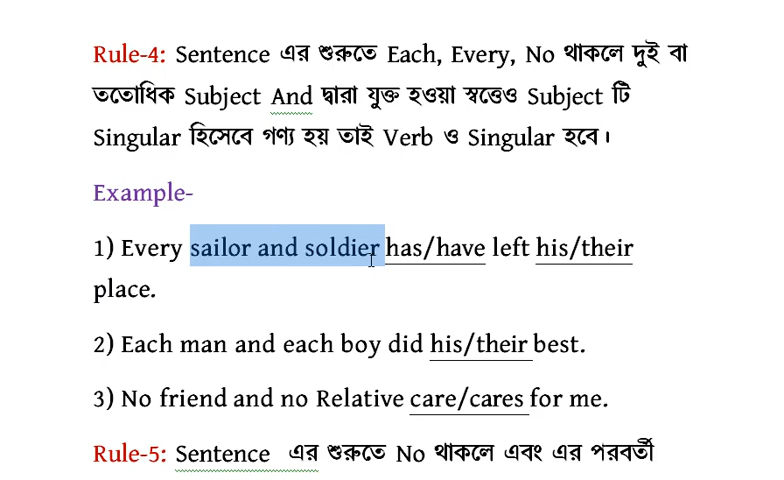 Rule-4: Sentence এর শুরুতে Each, Every, No থাকলে দুই বা
ততোধিক Subject And দ্বারা যুক্ত হওয়া স্বত্তেও Subject টি
Singular হিসেবে গণ্য হয় তাই Verb ও Singular হবে।
Example-
1) Every sailor and soldier has/have left his/their
place.
2) Each man and each boy did his/their best.
3) No friend and no Relative care/cares for me.
Rule-5: Sentence এর শুরুতে No থাকলে এবং এর পরবর্তী